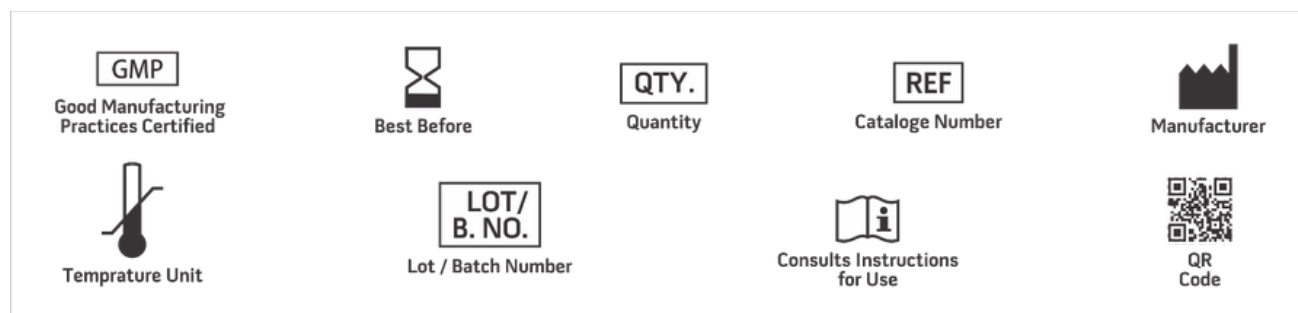 GMP
Good Manufacturing
Practices Certified
Best Before
QTY.
Quantity
REF
Cataloge Number
Manufacturer
Temprature Unit
LOT/
B. NO.
Lot / Batch Number
i
Consults Instructions
for Use
QR
Code